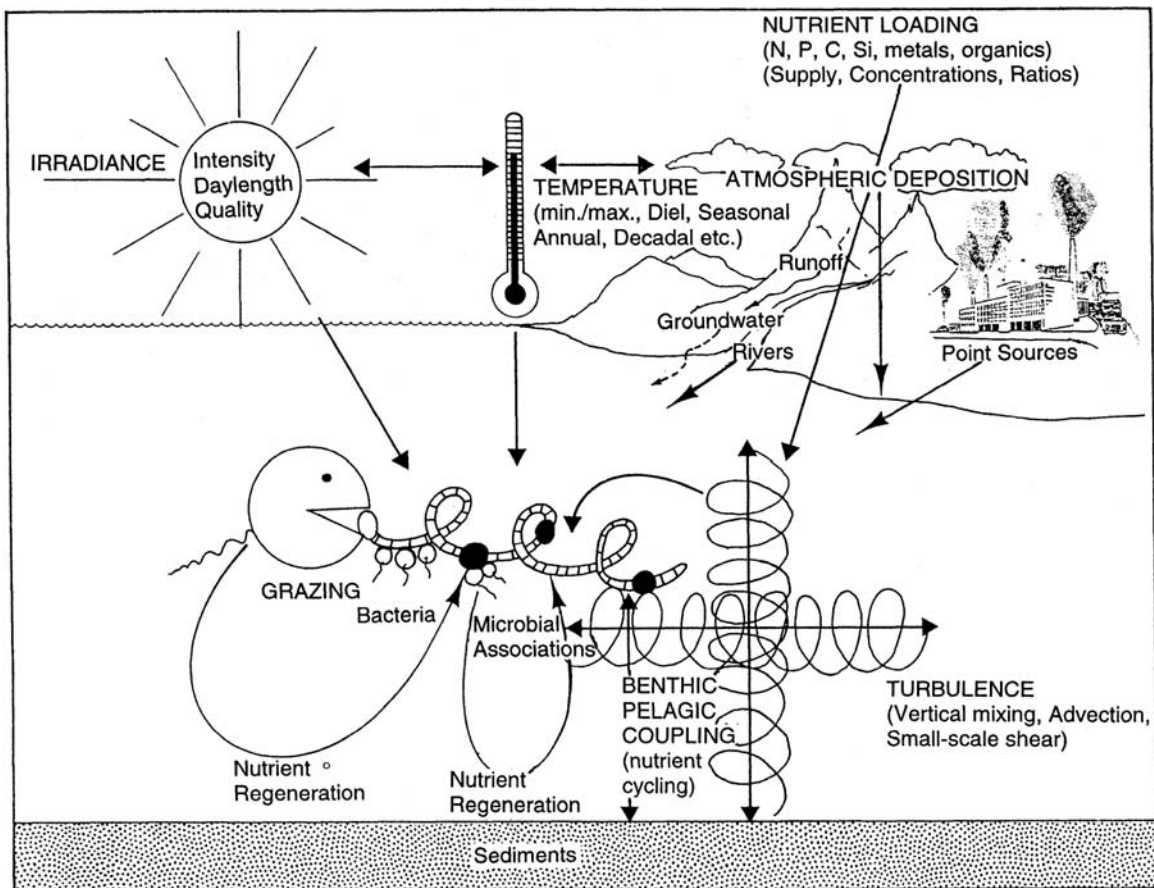 NUTRIENT LOADING
(N, P, C, Si, metals, organics)
(Supply, Concentrations, Ratios)
IRRADIANCE
Intensity
Daylength
Quality
TEMPERATURE
(min./max., Diel, Seasonal
Annual, Decadal etc.)
ATMOSPHERIC DEPOSITION
Runoff
Groundwater
Rivers
Point Sources
GRAZING
Bacteria
Microbial
Associations
BENTHIC
PELAGIC
COUPLING
(nutrient
cycling)
TURBULENCE
(Vertical mixing, Advection,
Small-scale shear)
Nutrient
Regeneration
Nutrient
Regeneration
Sediments